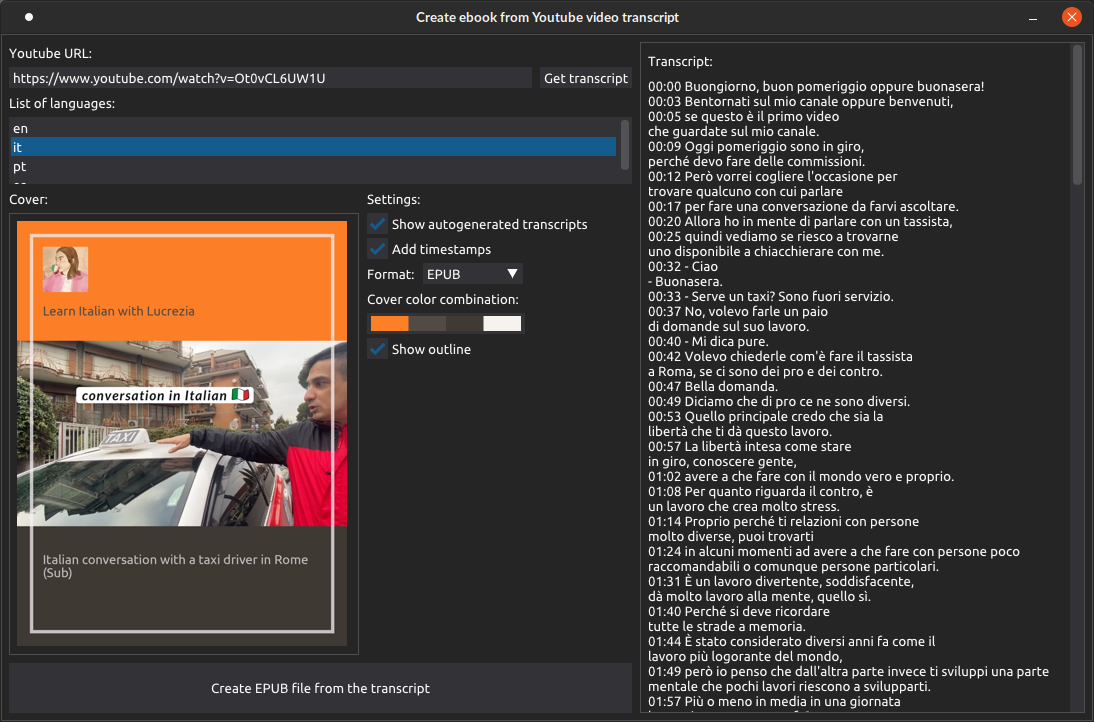 Create ebook from Youtube video transcript
Youtube URL:
https://www.youtube.com/watch?v=Ot0vCL6UW1U
Get transcript
List of languages:
en
it
pt
Cover:
Learn Italian with Lucrezia
conversation in Italian
TAXI
Italian conversation with a taxi driver in Rome
(Sub)
Settings:
Show autogenerated transcripts
Add timestamps
Format: EPUB
Cover color combination:
Show outline
Create EPUB file from the transcript
Transcript:
00:00 Buongiorno, buon pomeriggio oppure buonasera!
00:03 Bentornati sul mio canale oppure benvenuti,
00:05 se questo è il primo video
che guardate sul mio canale.
00:09 Oggi pomeriggio sono in giro,
perché devo fare delle commissioni.
00:12 Però vorrei cogliere l'occasione per
trovare qualcuno con cui parlare
00:17 per fare una conversazione da farvi ascoltare.
00:20 Allora ho in mente di parlare con un tassista,
00:25 quindi vediamo se riesco a trovarne
uno disponibile a chiacchierare con me.
00:32 - Ciao
- Buonasera.
00:33 - Serve un taxi? Sono fuori servizio.
00:37 No, volevo farle un paio
di domande sul suo lavoro.
00:40 - Mi dica pure.
00:42 Volevo chiederle com'è fare il tassista
a Roma, se ci sono dei pro e dei contro.
00:47 Bella domanda.
00:49 Diciamo che di pro ce ne sono diversi.
00:53 Quello principale credo che sia la
libertà che ti dà questo lavoro.
00:57 La libertà intesa come stare
in giro, conoscere gente,
01:02 avere a che fare con il mondo vero e proprio.
01:08 Per quanto riguarda il contro, è
un lavoro che crea molto stress.
01:14 Proprio perché ti relazioni con persone
molto diverse, puoi trovarti
01:24 in alcuni momenti ad avere a che fare con persone poco
raccomandabili o comunque persone particolari.
01:31 È un lavoro divertente, soddisfacente,
dà molto lavoro alla mente, quello sì.
01:40 Perché si deve ricordare
tutte le strade a memoria.
01:44 È stato considerato diversi anni fa come il
lavoro più logorante del mondo,
01:49 però io penso che dall'altra parte invece ti sviluppi una parte
mentale che pochi lavori riescono a svilupparti.
01:57 Più o meno in media in una giornata